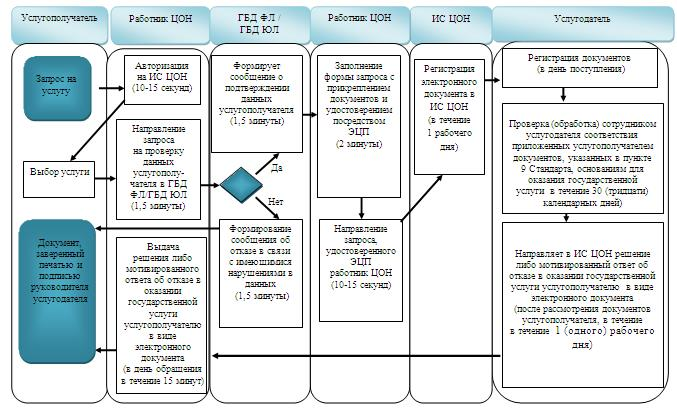 Услугополучатель
Работник ЦОН
ГБД ФЛ /
ГБД ЮЛ
Работник ЦОН
ИС ЦОН
Услугодатель
Запрос на
услугу
Авторизация
на ИС ЦОН
(10-15 секунд)
Формирует
сообщение о
подтверждении
данных
услугополучателя
(1,5 минуты)
Заполнение
формы запроса с
прикреплением
документов и
удостоверением
посредством
ЭЦП
(2 минуты)
Регистрация
электронного
документа в
ИС ЦОН
(в течение
1 рабочего
дня)
Регистрация документов
(в день поступления)
Проверка (обработка) сотрудником
услугодателя соответствия
приложенных услугополучателем
документов, указанных в пункте
9 Стандарта, основаниям для
оказания государственной
услуги в течение 30 (тридцати)
календарных дней)
Выбор услуги
Направление
запроса
на проверку
данных
услугополу-
чателя в ГБД
ФЛ/ГБД ЮЛ
(1,5 минуты)
Да
Нет
Документ,
заверенный
печатью и
подписью
руководителя
услугодателя
Выдача
решения либо
мотивированного
ответа об отказе в
оказании
государственной
услуги
услугополучателю
в виде
электронного
документа
(в день обращения
в течение 15 минут)
Формирование
сообщения об
отказе в связи
с имеющимися
нарушениями в
данных
(1,5 минуты)
Направление
запроса,
удостоверенного
ЭЦП
работник ЦОН
(10-15 секунд)
Направляет в ИС ЦОН решение
либо мотивированный ответ об
отказе в оказании государственной
услуги услугополучателю в виде
электронного документа
(после рассмотрения документов
услугополучателя, в течение
в течение 1 (одного) рабочего
дня)